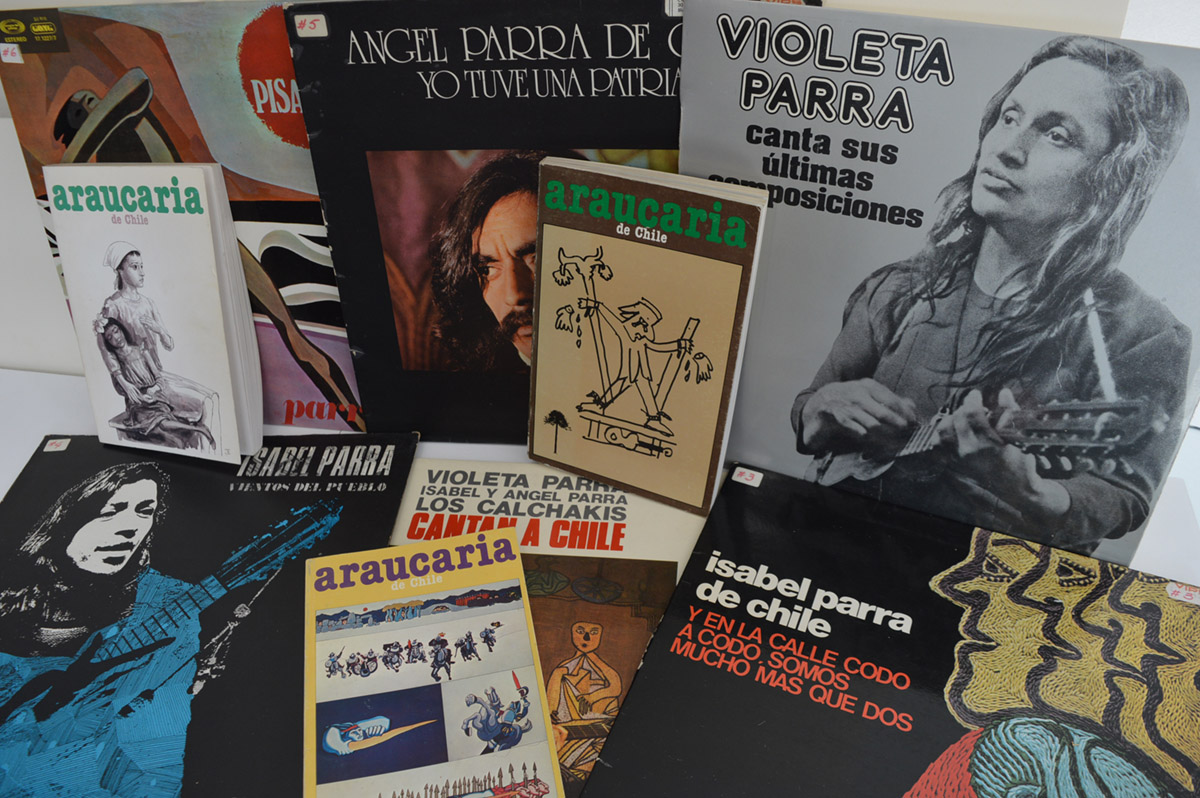 #6
STEREO
PISA
parr
#5
ANGEL PARRA DE C
YO TUVE UNA PATRIA
VIOLETA
PARRA
canta sus
últimas
composiciones
araucaria
de Chile
araucaria
de Chile
ISABEL PARRA
VIENTOS DEL PUEBLO
VIOLETA PARRA
ISABEL Y ANGEL PARRA
LOS CALCHAKIS
CANTAN A CHILE
araucaria
de Chile
#3
isabel parra
de chile
Y EN LA CALLE CODO
A CODO SOMOS
MUCHO MAS QUE DOS